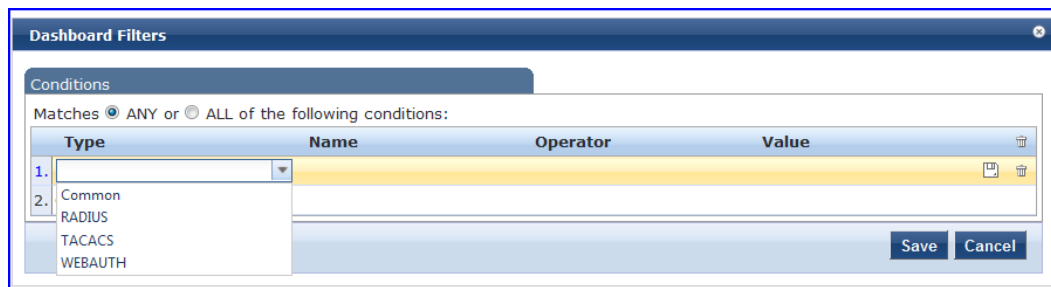 Dashboard Filters
Conditions
Matches ANY or ALL of the following conditions:
Type Name Operator Value
1.
2.
Common
RADIUS
TACACS
WEBAUTH
Save Cancel